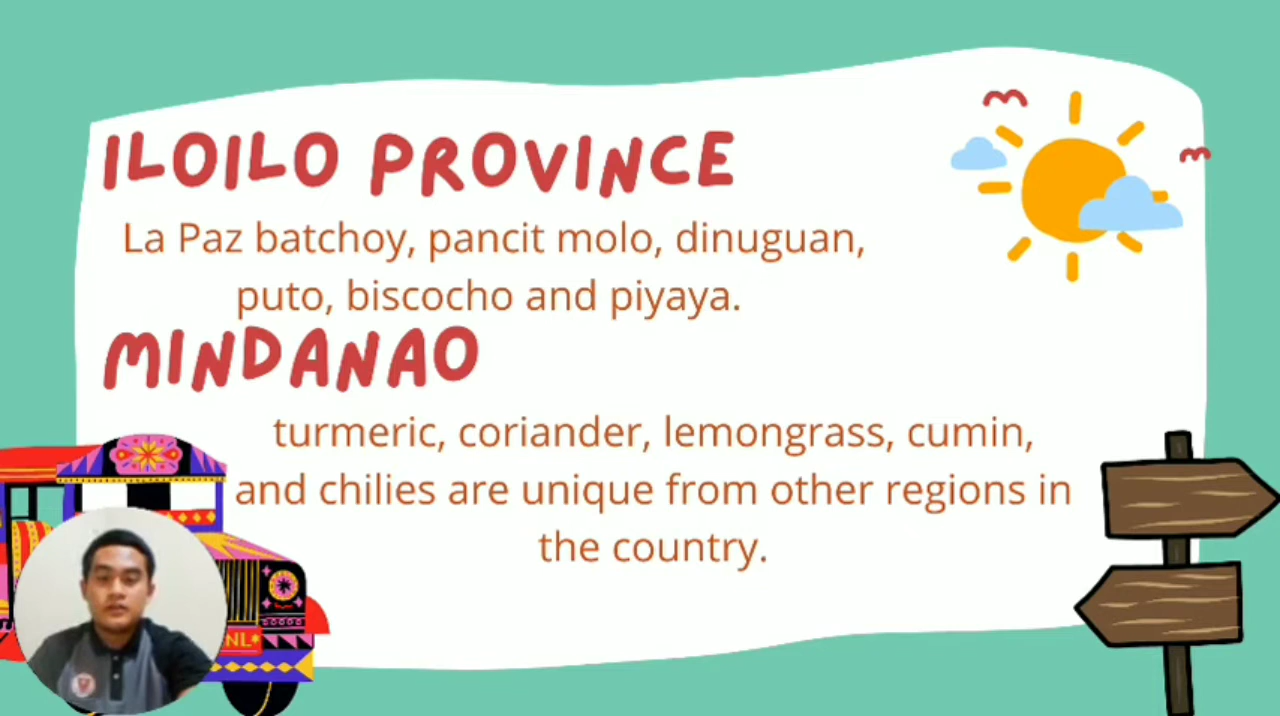 ILOILO PROVINCE
La Paz batchoy, pancit molo, dinuguan,
puto, biscocho and piyaya.
MINDANAO
turmeric, coriander, lemongrass, cumin,
and chilies are unique from other regions in
the country.
NL*